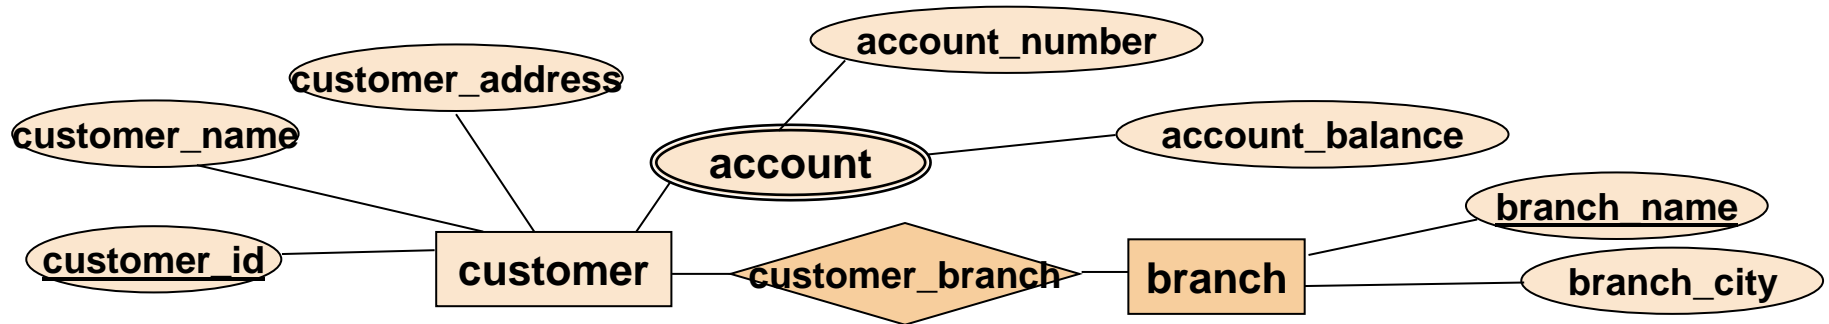 account_number
customer_address
customer_name
account_balance
account
branch_name
customer_id
customer
customer_branch
branch
branch_city